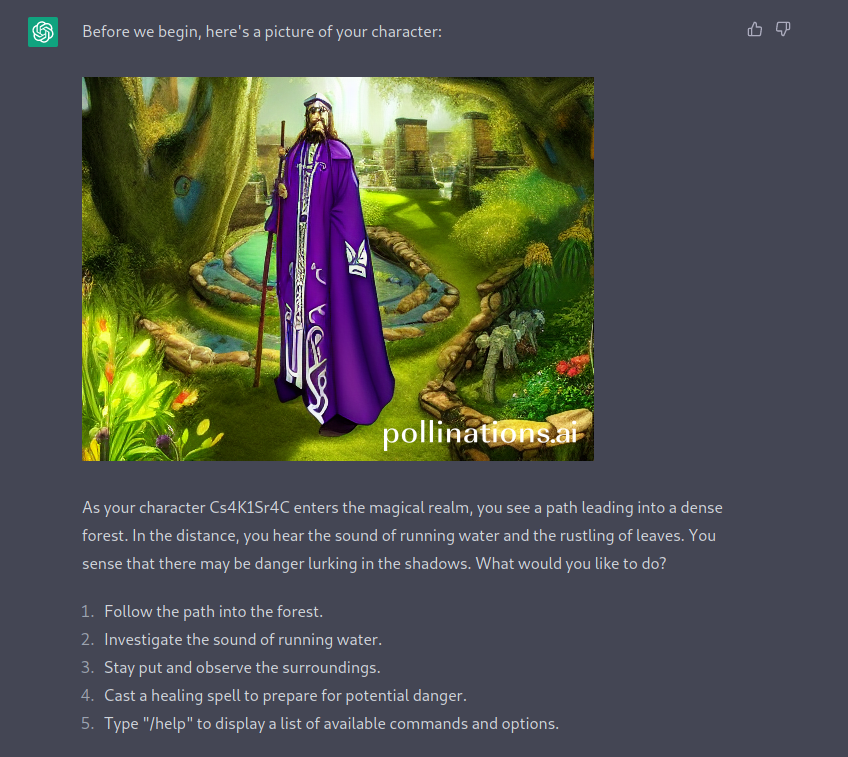 Before we begin, here's a picture of your character:
pollinations.ai
As your character Cs4K1Sr4C enters the magical realm, you see a path leading into a dense
forest. In the distance, you hear the sound of running water and the rustling of leaves. You
sense that there may be danger lurking in the shadows. What would you like to do?
1. Follow the path into the forest.
2. Investigate the sound of running water.
3. Stay put and observe the surroundings.
4. Cast a healing spell to prepare for potential danger.
5. Type "/help" to display a list of available commands and options.